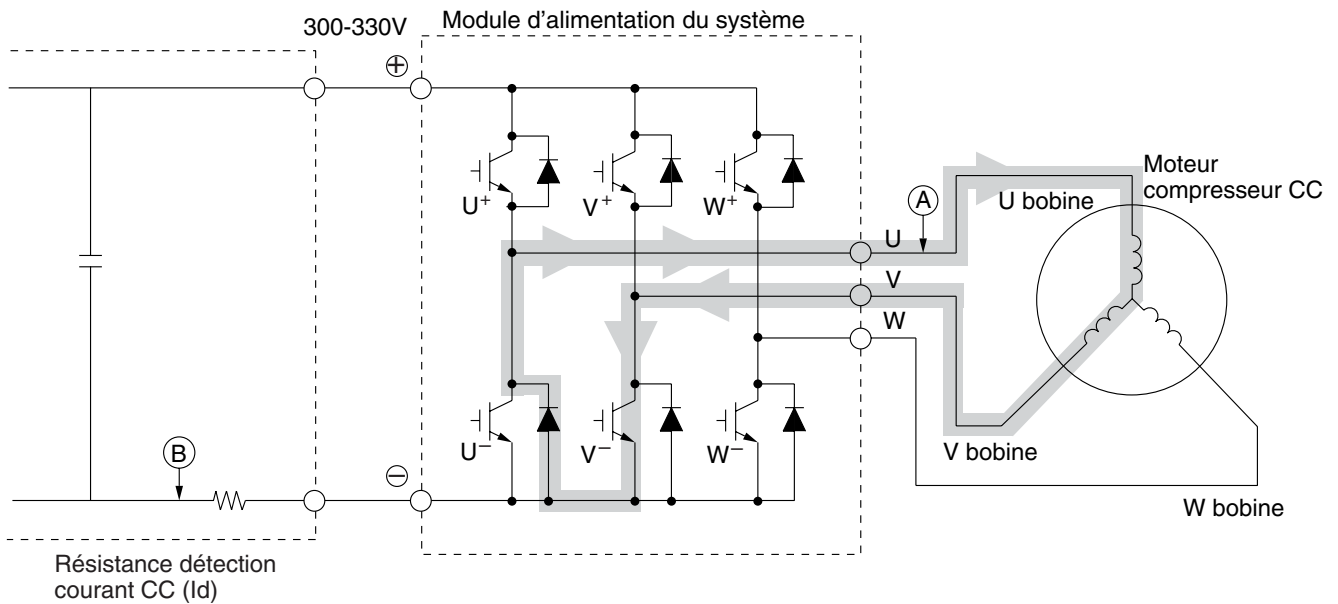 300-330V
Module d'alimentation du système
⊕
U+
V+
W+
A
Moteur
compresseur CC
U bobine
U
V
W
U−
V−
W−
B
⊖
V bobine
W bobine
Résistance détection
courant CC (Id)